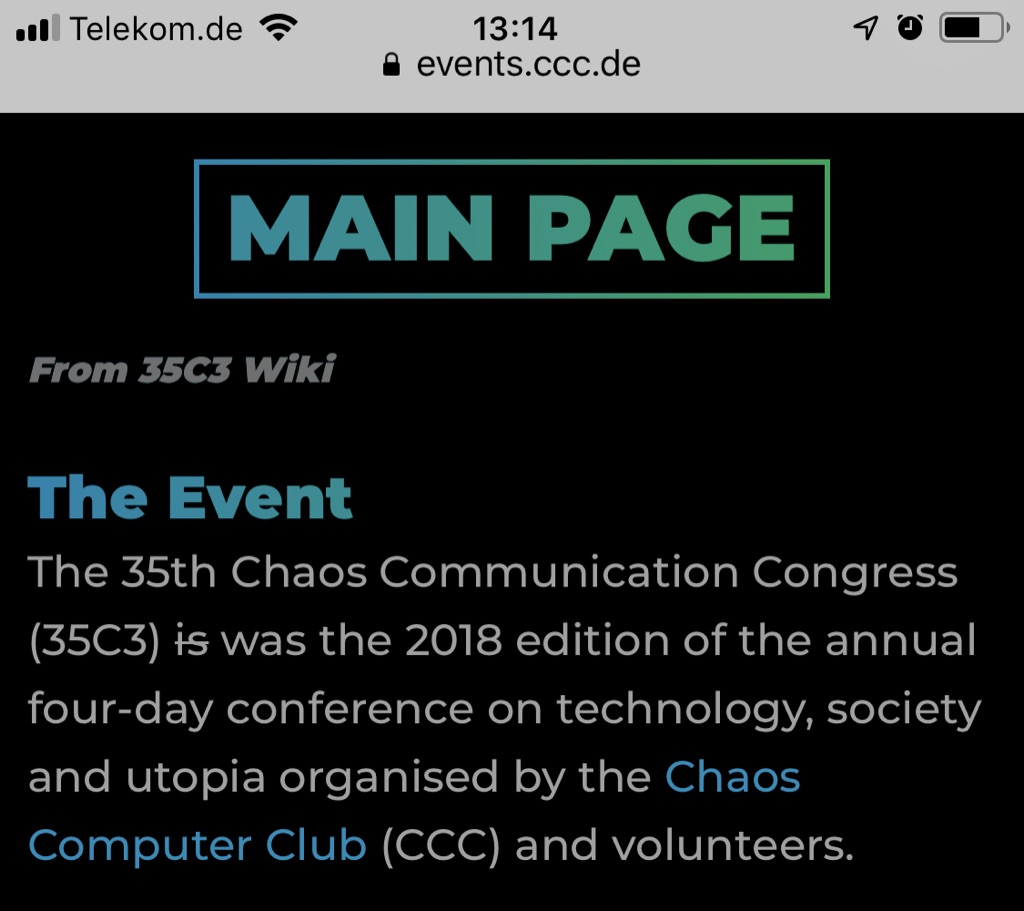 Telekom.de 13:14
events.ccc.de
MAIN PAGE
From 35C3 Wiki
The Event
The 35th Chaos Communication Congress
(35C3) ~~is~~ was the 2018 edition of the annual
four-day conference on technology, society
and utopia organised by the Chaos
Computer Club (CCC) and volunteers.